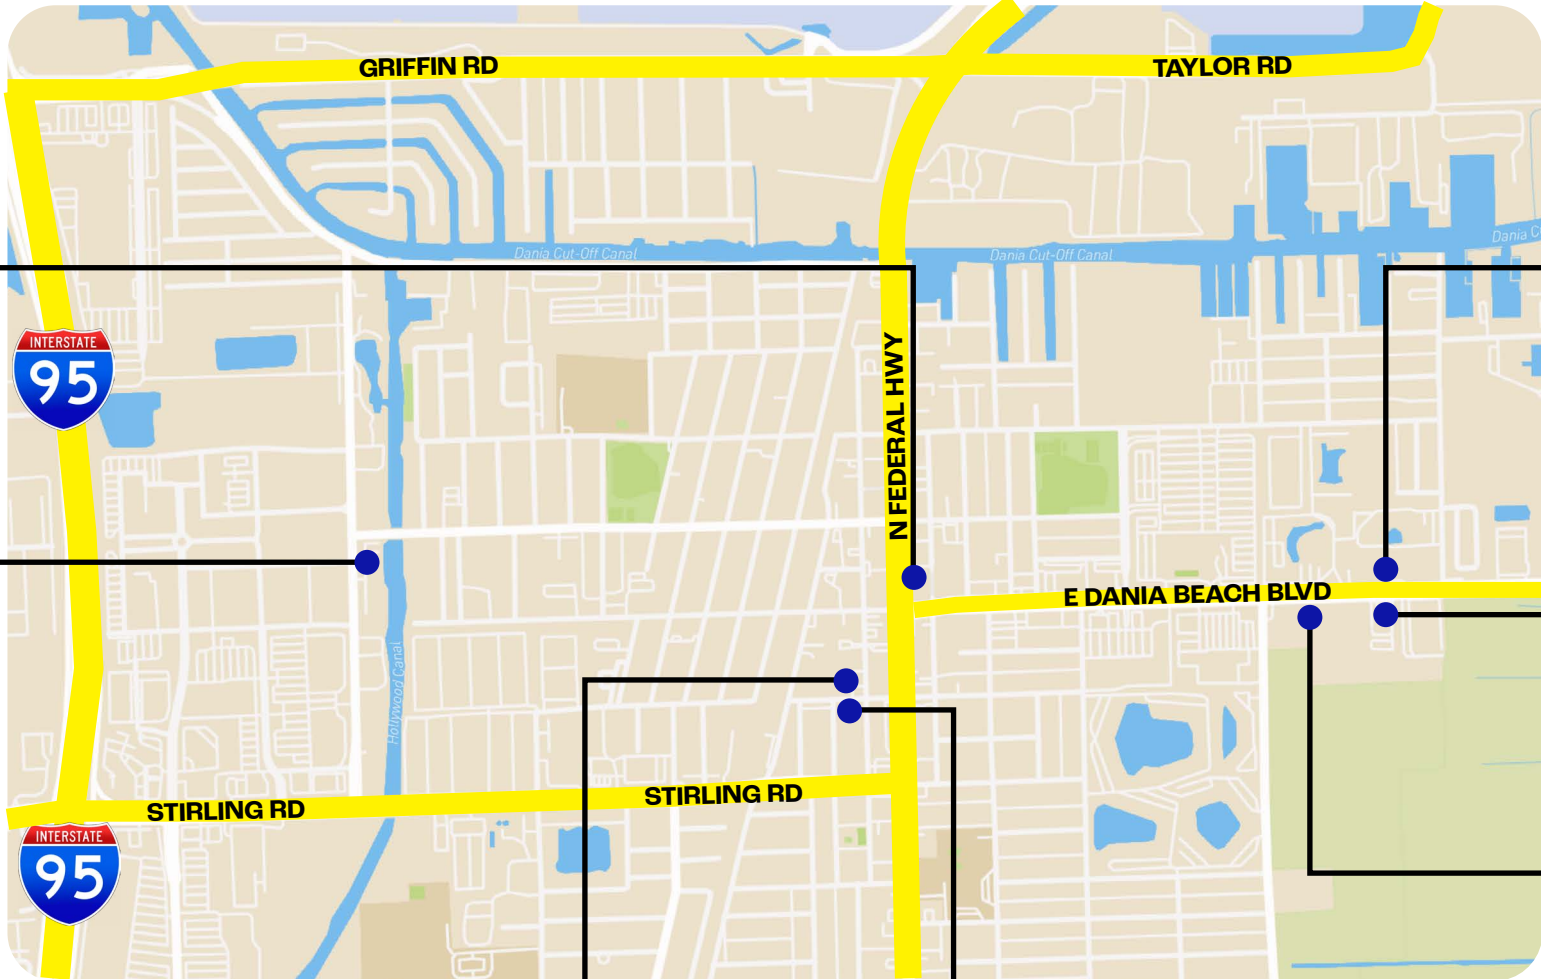 GRIFFIN RD
TAYLOR RD
Dania Cut-Off Canal
Dania Cut-Off Canal
Dania C
INTERSTATE
95
N FEDERAL HWY
E DANIA BEACH BLVD
Hollywood Canal
STIRLING RD
STIRLING RD
INTERSTATE
95